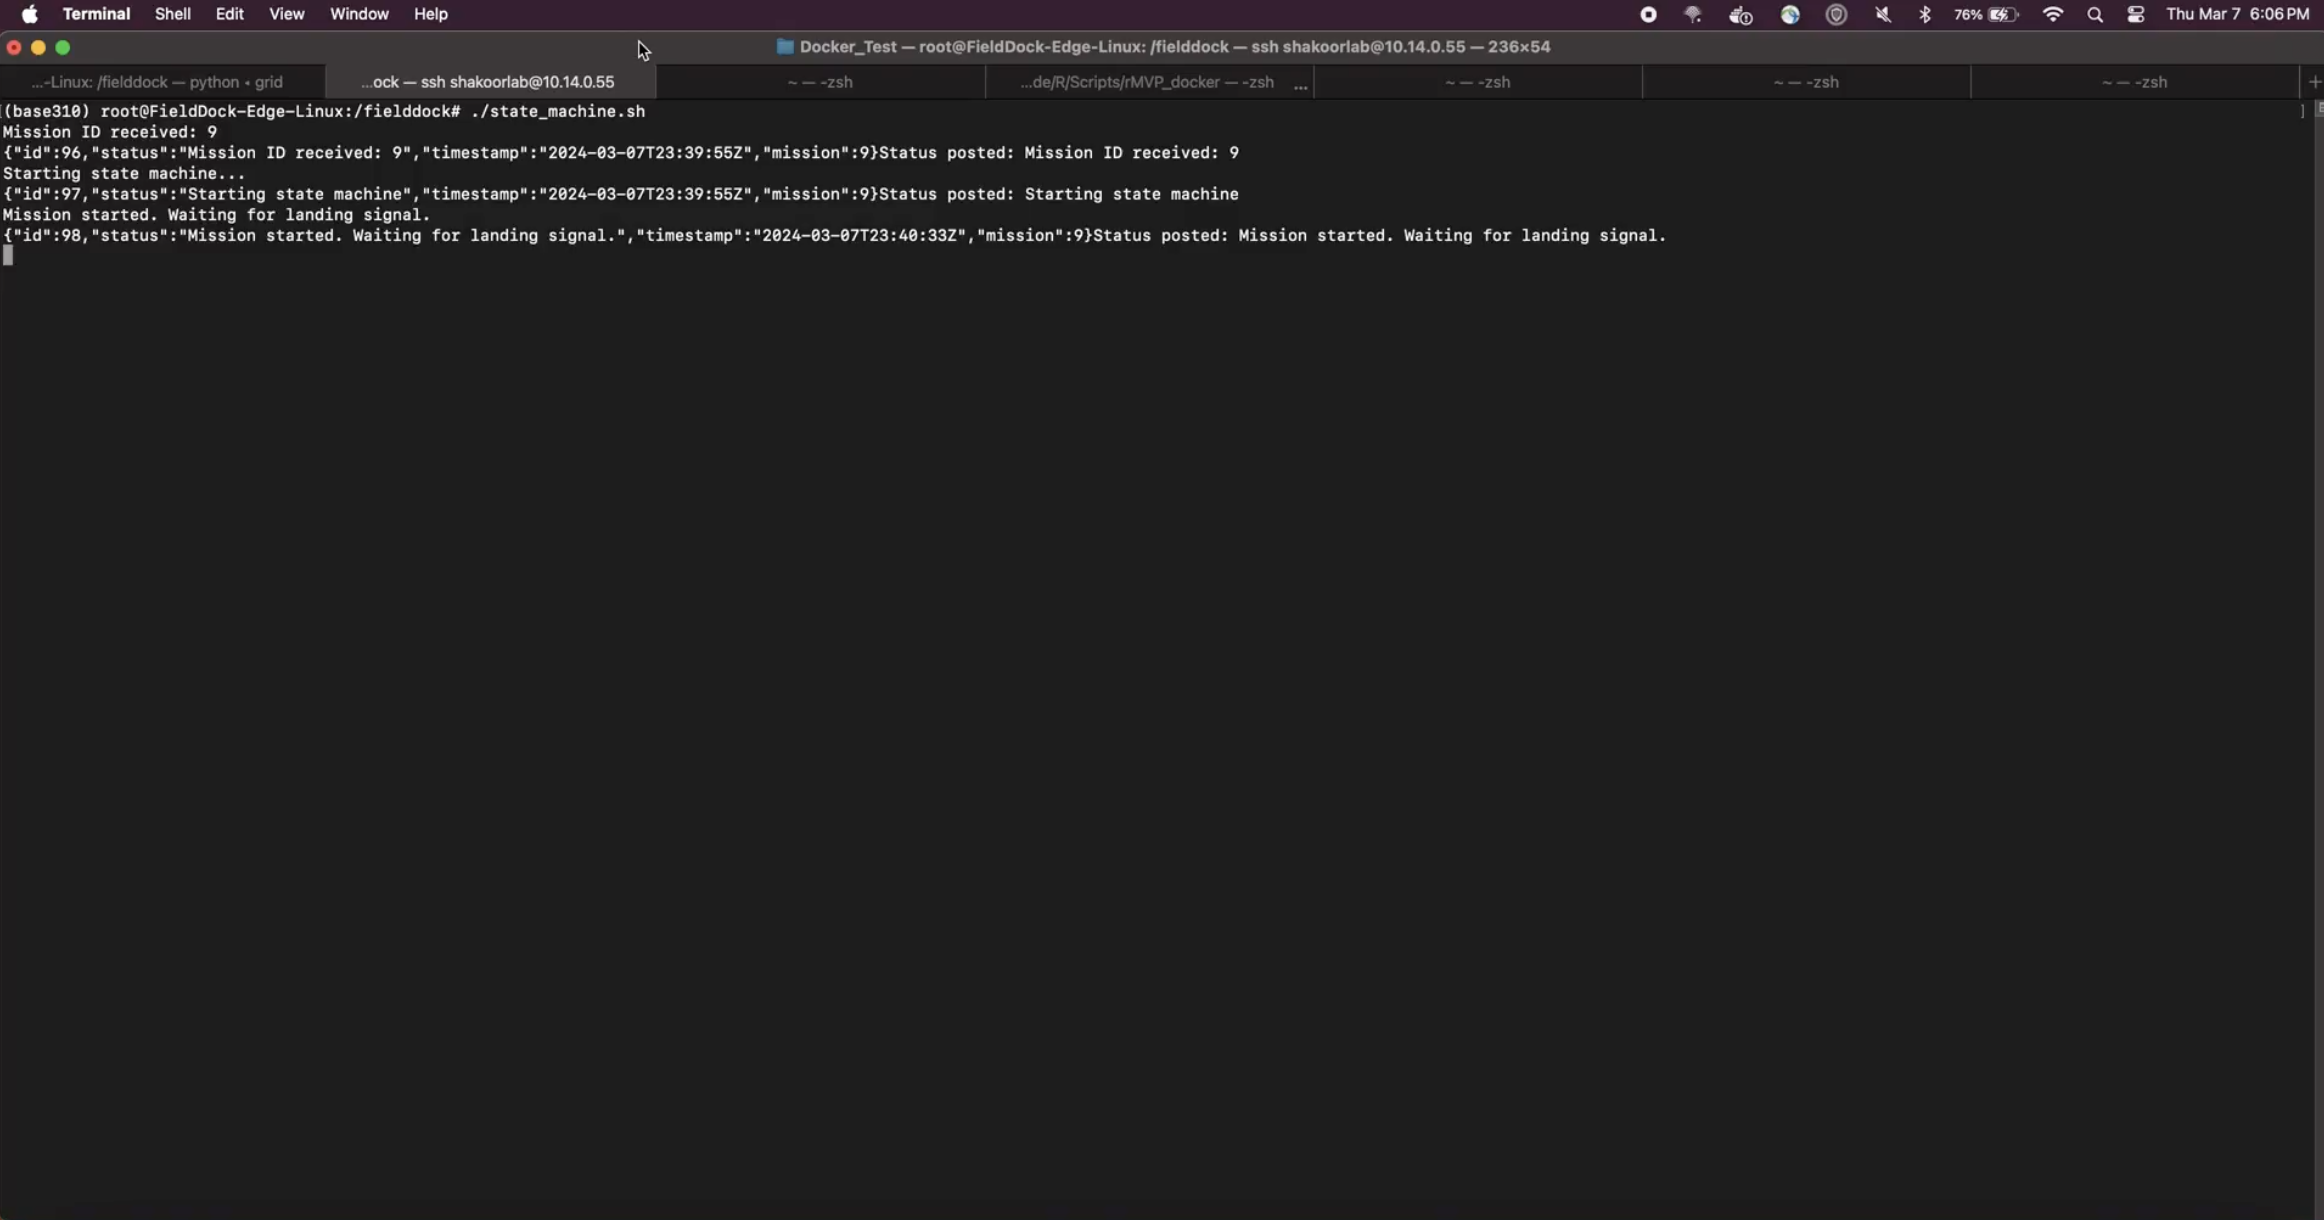 Terminal Shell Edit View Window Help 76% Thu Mar 7 6:06 PM
Docker_Test — root@FieldDock-Edge-Linux: /fielddock — ssh shakoorlab@10.14.0.55 — 236×54
...-Linux: /fielddock — python ◂ grid ...ock — ssh shakoorlab@10.14.0.55 ~ — -zsh ...de/R/Scripts/rMVP_docker — -zsh ... ~ — -zsh ~ — -zsh ~ — -zsh +
[(base310) root@FieldDock-Edge-Linux:/fielddock# ./state_machine.sh ]
Mission ID received: 9
{"id":96,"status":"Mission ID received: 9","timestamp":"2024-03-07T23:39:55Z","mission":9}Status posted: Mission ID received: 9
Starting state machine...
{"id":97,"status":"Starting state machine","timestamp":"2024-03-07T23:39:55Z","mission":9}Status posted: Starting state machine
Mission started. Waiting for landing signal.
{"id":98,"status":"Mission started. Waiting for landing signal.","timestamp":"2024-03-07T23:40:33Z","mission":9}Status posted: Mission started. Waiting for landing signal.